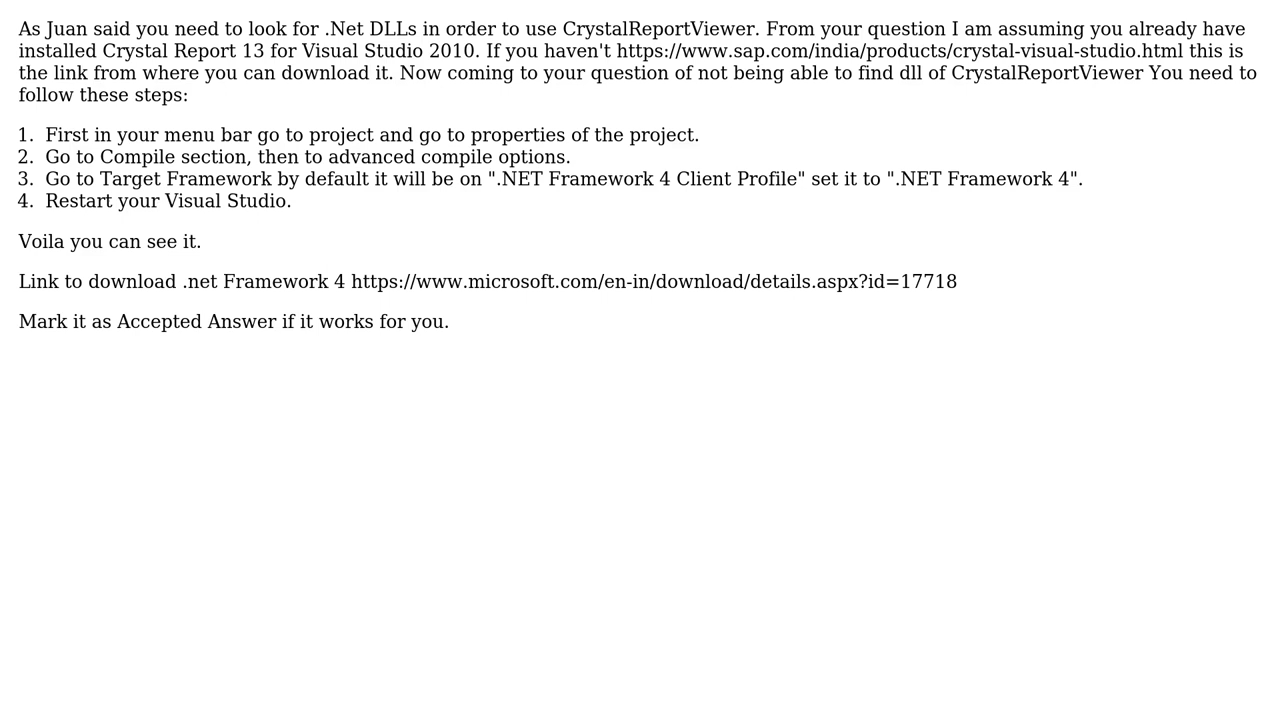 As Juan said you need to look for .Net DLLs in order to use CrystalReportViewer. From your question I am assuming you already have
installed Crystal Report 13 for Visual Studio 2010. If you haven't https://www.sap.com/india/products/crystal-visual-studio.html this is
the link from where you can download it. Now coming to your question of not being able to find dll of CrystalReportViewer You need to
follow these steps:
1. First in your menu bar go to project and go to properties of the project.
2. Go to Compile section, then to advanced compile options.
3. Go to Target Framework by default it will be on ".NET Framework 4 Client Profile" set it to ".NET Framework 4".
4. Restart your Visual Studio.
Voila you can see it.
Link to download .net Framework 4 https://www.microsoft.com/en-in/download/details.aspx?id=17718
Mark it as Accepted Answer if it works for you.